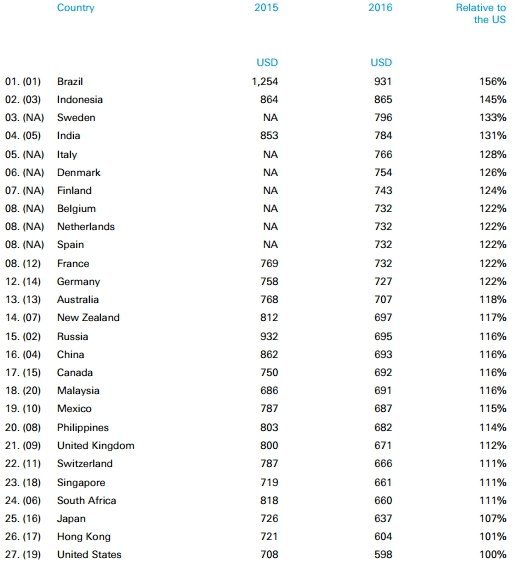 Country 2015 2016 Relative to
the US
USD USD
01. (01) Brazil 1,254 931 156%
02. (03) Indonesia 864 865 145%
03. (NA) Sweden NA 796 133%
04. (05) India 853 784 131%
05. (NA) Italy NA 766 128%
06. (NA) Denmark NA 754 126%
07. (NA) Finland NA 743 124%
08. (NA) Belgium NA 732 122%
08. (NA) Netherlands NA 732 122%
08. (NA) Spain NA 732 122%
08. (12) France 769 732 122%
12. (14) Germany 758 727 122%
13. (13) Australia 768 707 118%
14. (07) New Zealand 812 697 117%
15. (02) Russia 932 695 116%
16. (04) China 862 693 116%
17. (15) Canada 750 692 116%
18. (20) Malaysia 686 691 116%
19. (10) Mexico 787 687 115%
20. (08) Philippines 803 682 114%
21. (09) United Kingdom 800 671 112%
22. (11) Switzerland 787 666 111%
23. (18) Singapore 719 661 111%
24. (06) South Africa 818 660 111%
25. (16) Japan 726 637 107%
26. (17) Hong Kong 721 604 101%
27. (19) United States 708 598 100%